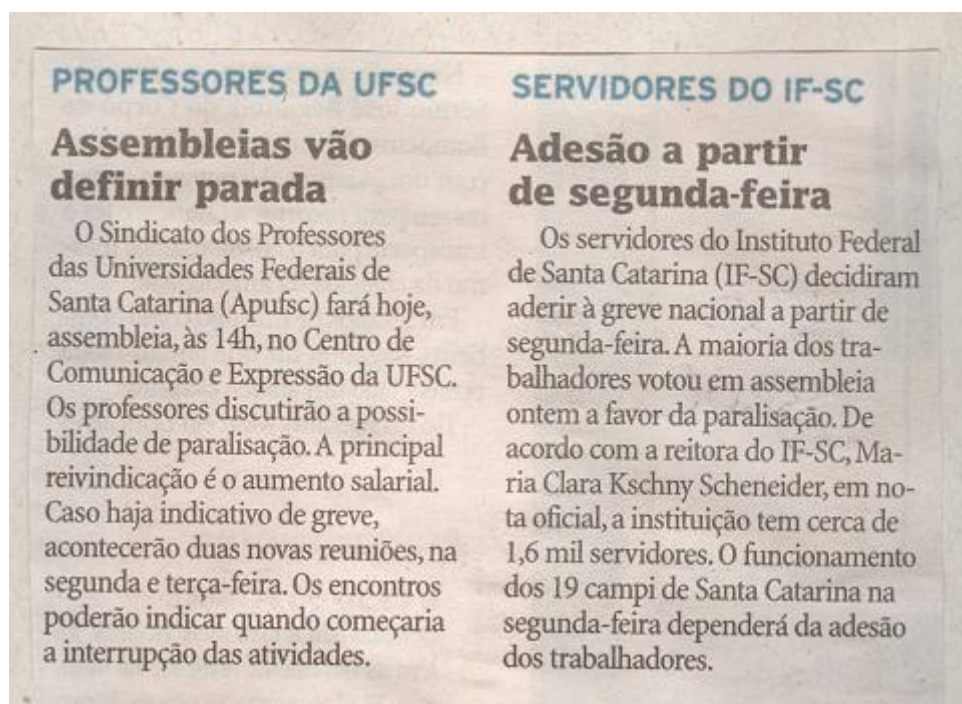 PROFESSORES DA UFSC
Assembleias vão
definir parada
O Sindicato dos Professores
das Universidades Federais de
Santa Catarina (Apufsc) fará hoje,
assembleia, às 14h, no Centro de
Comunicação e Expressão da UFSC.
Os professores discutirão a possi-
bilidade de paralisação. A principal
reivindicação é o aumento salarial.
Caso haja indicativo de greve,
acontecerão duas novas reuniões, na
segunda e terça-feira. Os encontros
poderão indicar quando começaria
a interrupção das atividades.
SERVIDORES DO IF-SC
Adesão a partir
de segunda-feira
Os servidores do Instituto Federal
de Santa Catarina (IF-SC) decidiram
aderir à greve nacional a partir de
segunda-feira. A maioria dos tra-
balhadores votou em assembleia
ontem a favor da paralisação. De
acordo com a reitora do IF-SC, Ma-
ria Clara Kschny Scheneider, em no-
ta oficial, a instituição tem cerca de
1,6 mil servidores. O funcionamento
dos 19 campi de Santa Catarina na
segunda-feira dependerá da adesão
dos trabalhadores.